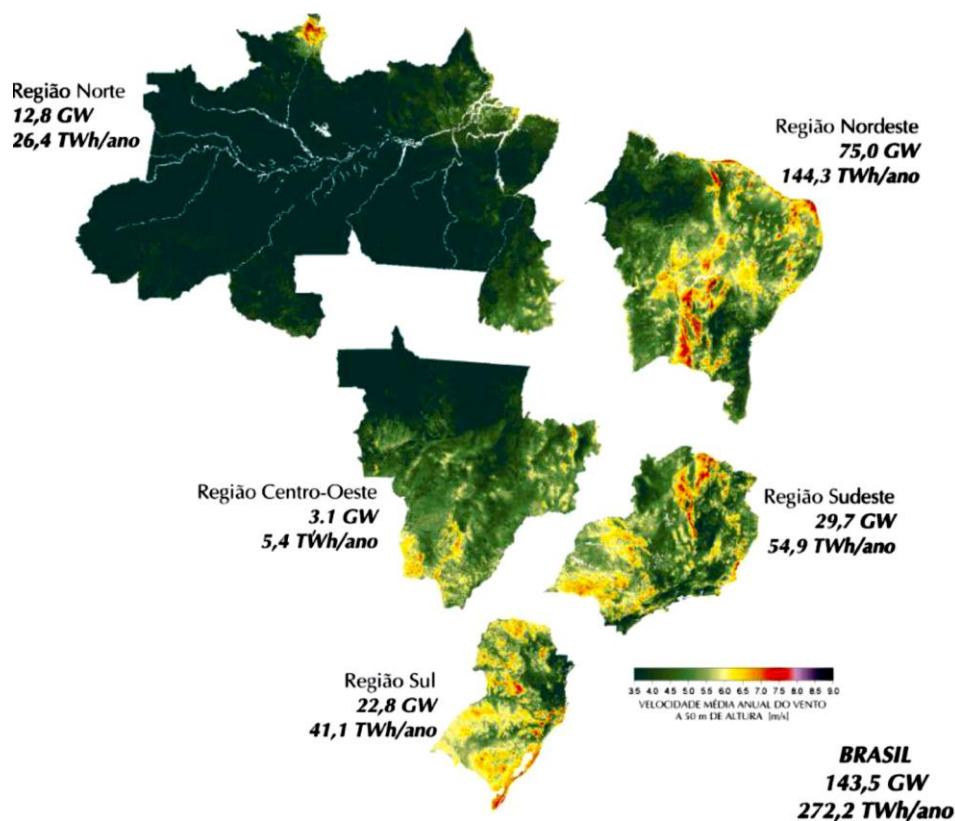 Região Norte
12,8 GW
26,4 TWh/ano
Região Nordeste
75,0 GW
144,3 TWh/ano
Região Centro-Oeste
3.1 GW
5,4 TWh/ano
Região Sudeste
29,7 GW
54,9 TWh/ano
Região Sul
22,8 GW
41,1 TWh/ano
3.5 4.0 4.5 5.0 5.5 6.0 6.5 7.0 7.5 8.0 8.5 9.0
VELOCIDADE MÉDIA ANUAL DO VENTO
A 50 m DE ALTURA [m/s]
BRASIL
143,5 GW
272,2 TWh/ano